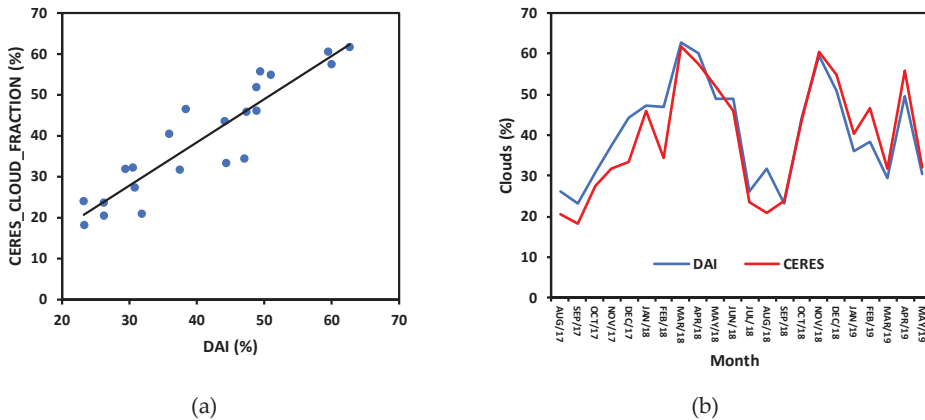 70
60
50
40
30
20
10
0
20 30 40 50 60 70
CERES_CLOUD_FRACTION (%)
DAI (%)
(a)
70
60
50
40
30
20
10
0
Clouds (%)
DAI CERES
AUG/17
SEP/17
OCT/17
NOV/17
DEC/17
JAN/18
FEB/18
MAR/18
APR/18
MAY/18
JUN/18
JUL/18
AUG/18
SEP/18
OCT/18
NOV/18
DEC/18
JAN/19
FEB/19
MAR/19
APR/19
MAY/19
Month
(b)